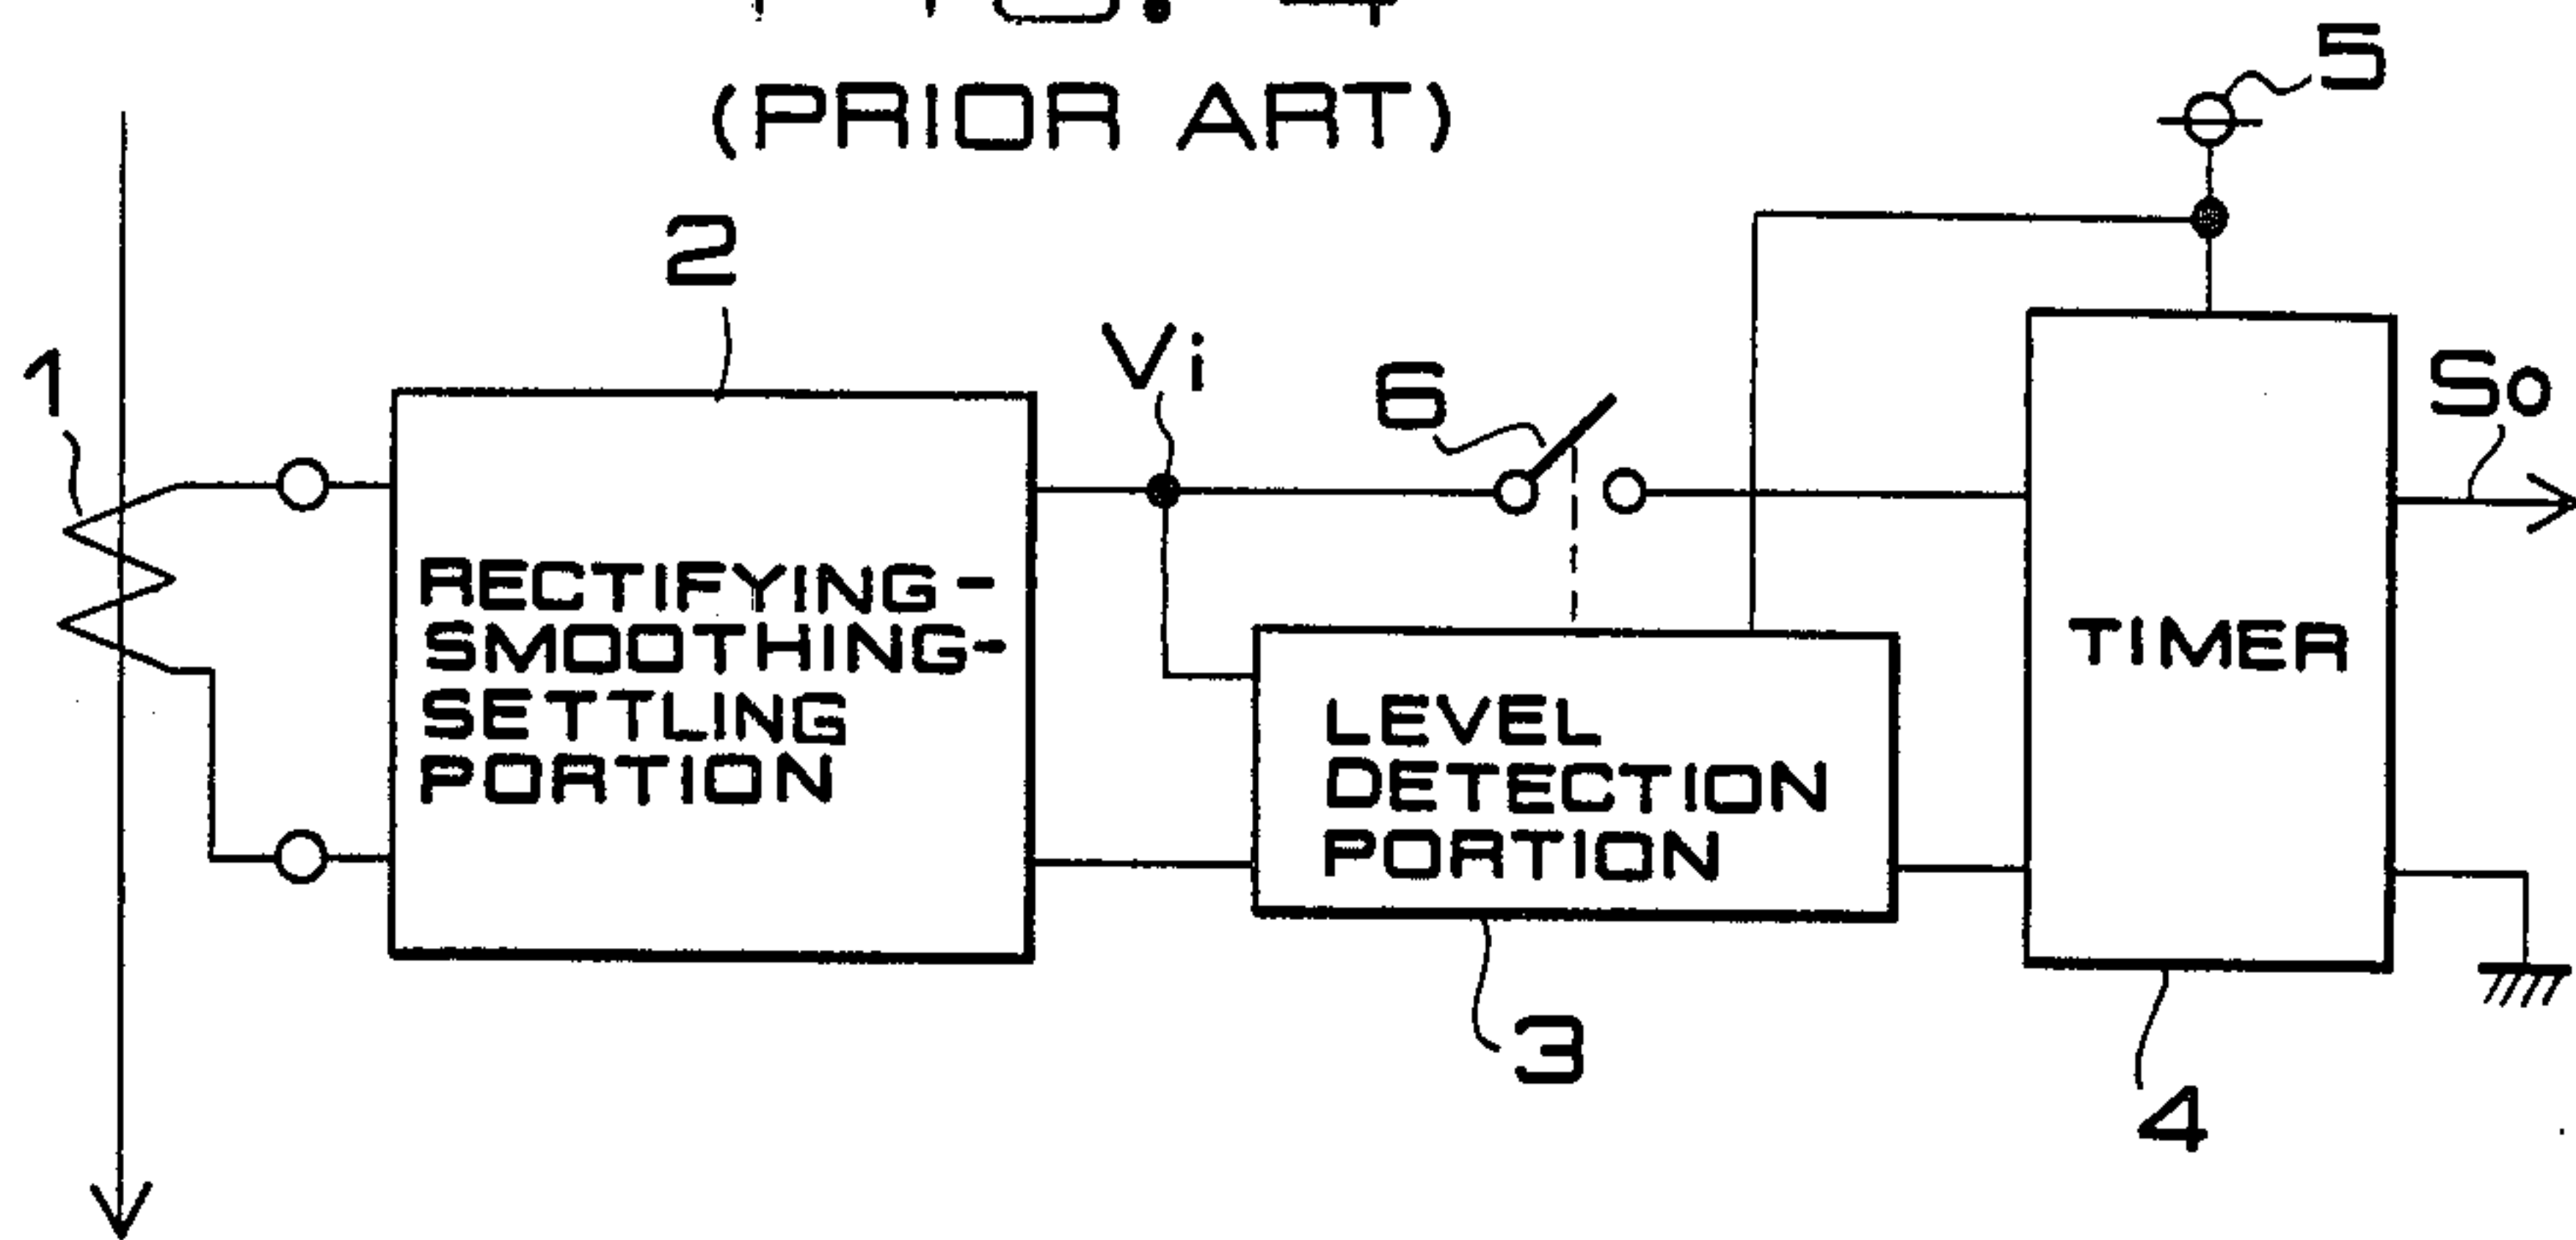 (PRIOR ART)
5
2
1
Vi
6
So
RECTIFYING-
SMOOTHING-
SETTLING
PORTION
TIMER
LEVEL
DETECTION
PORTION
3
4